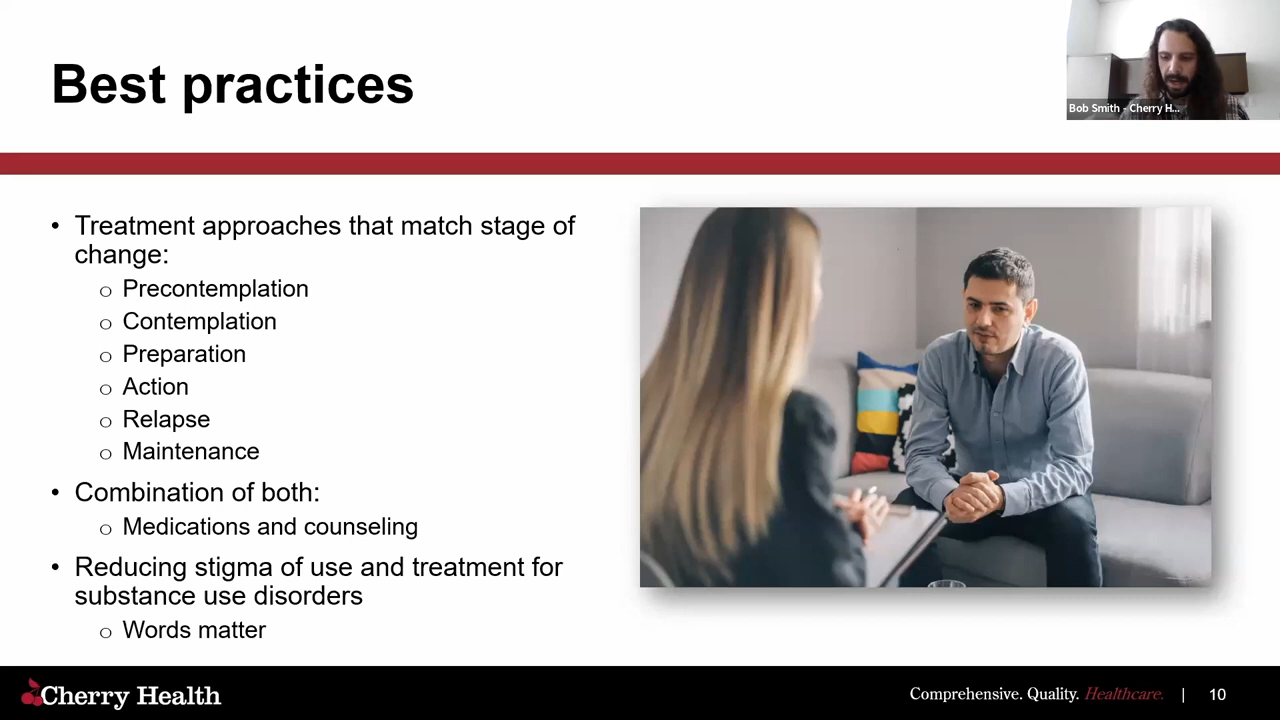 Best practices
Bob Smith - Cherry H...
• Treatment approaches that match stage of
change:
o Precontemplation
o Contemplation
o Preparation
o Action
o Relapse
o Maintenance
• Combination of both:
o Medications and counseling
• Reducing stigma of use and treatment for
substance use disorders
o Words matter
Cherry Health
Comprehensive. Quality. Healthcare. | 10